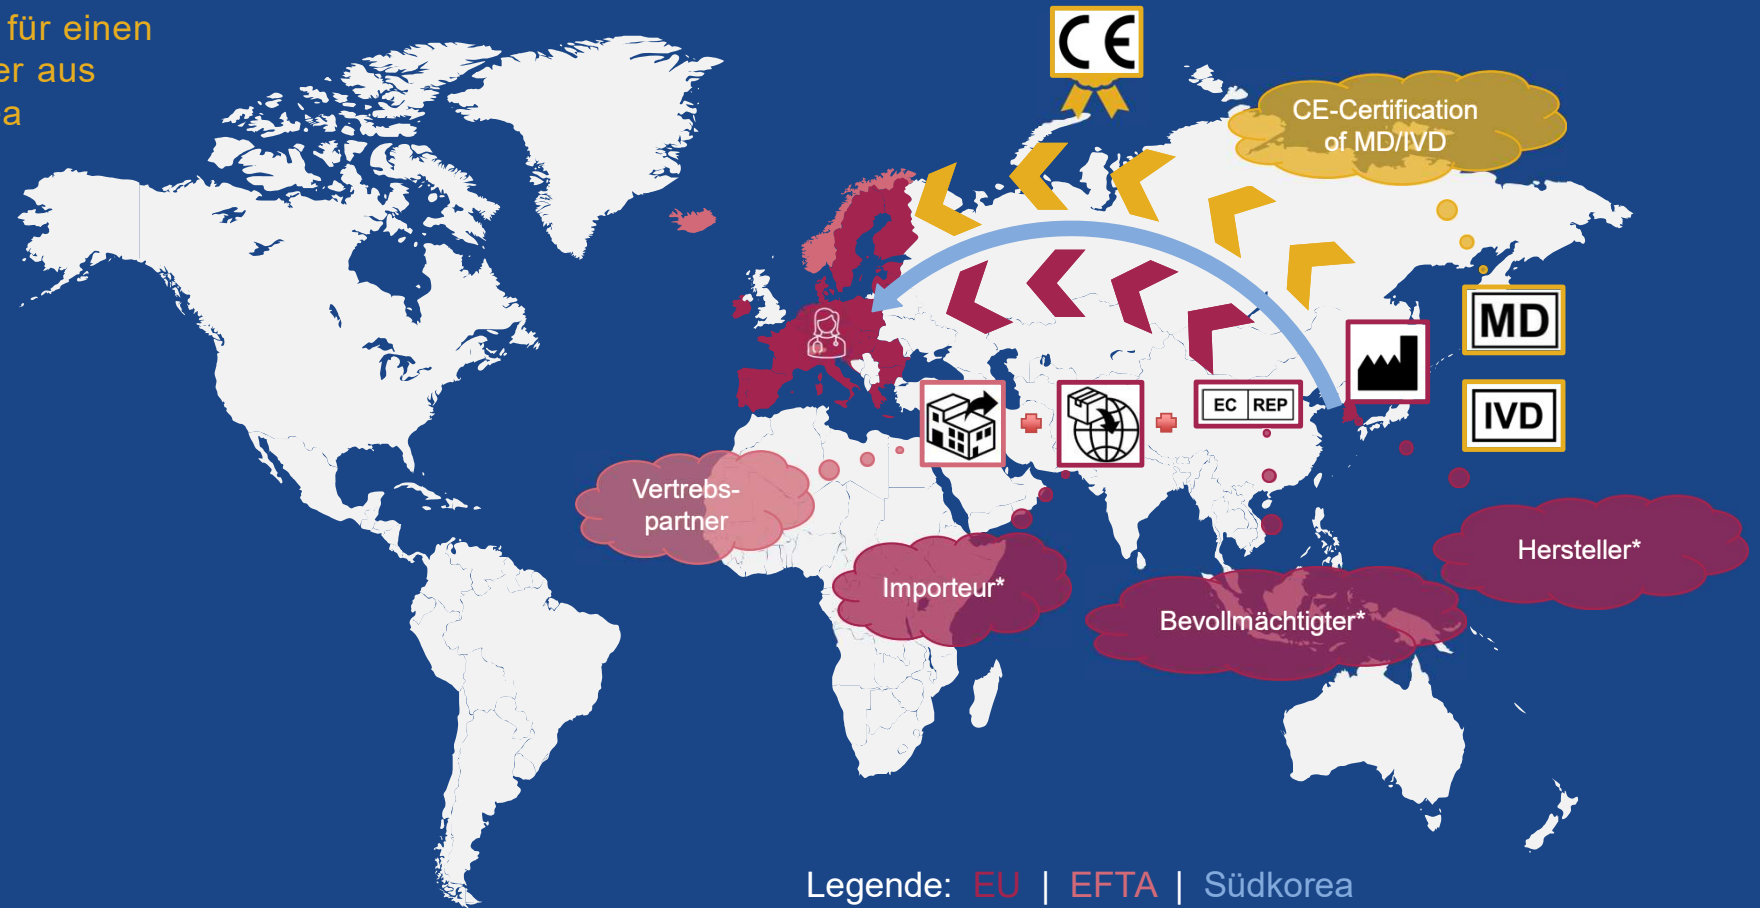 für einen
er aus
a
CE
CE-Certification
of MD/IVD
MD
IVD
EC REP
Vertrebs-
partner
Importeur*
Bevollmächtigter*
Hersteller*
Legende: EU | EFTA | Südkorea